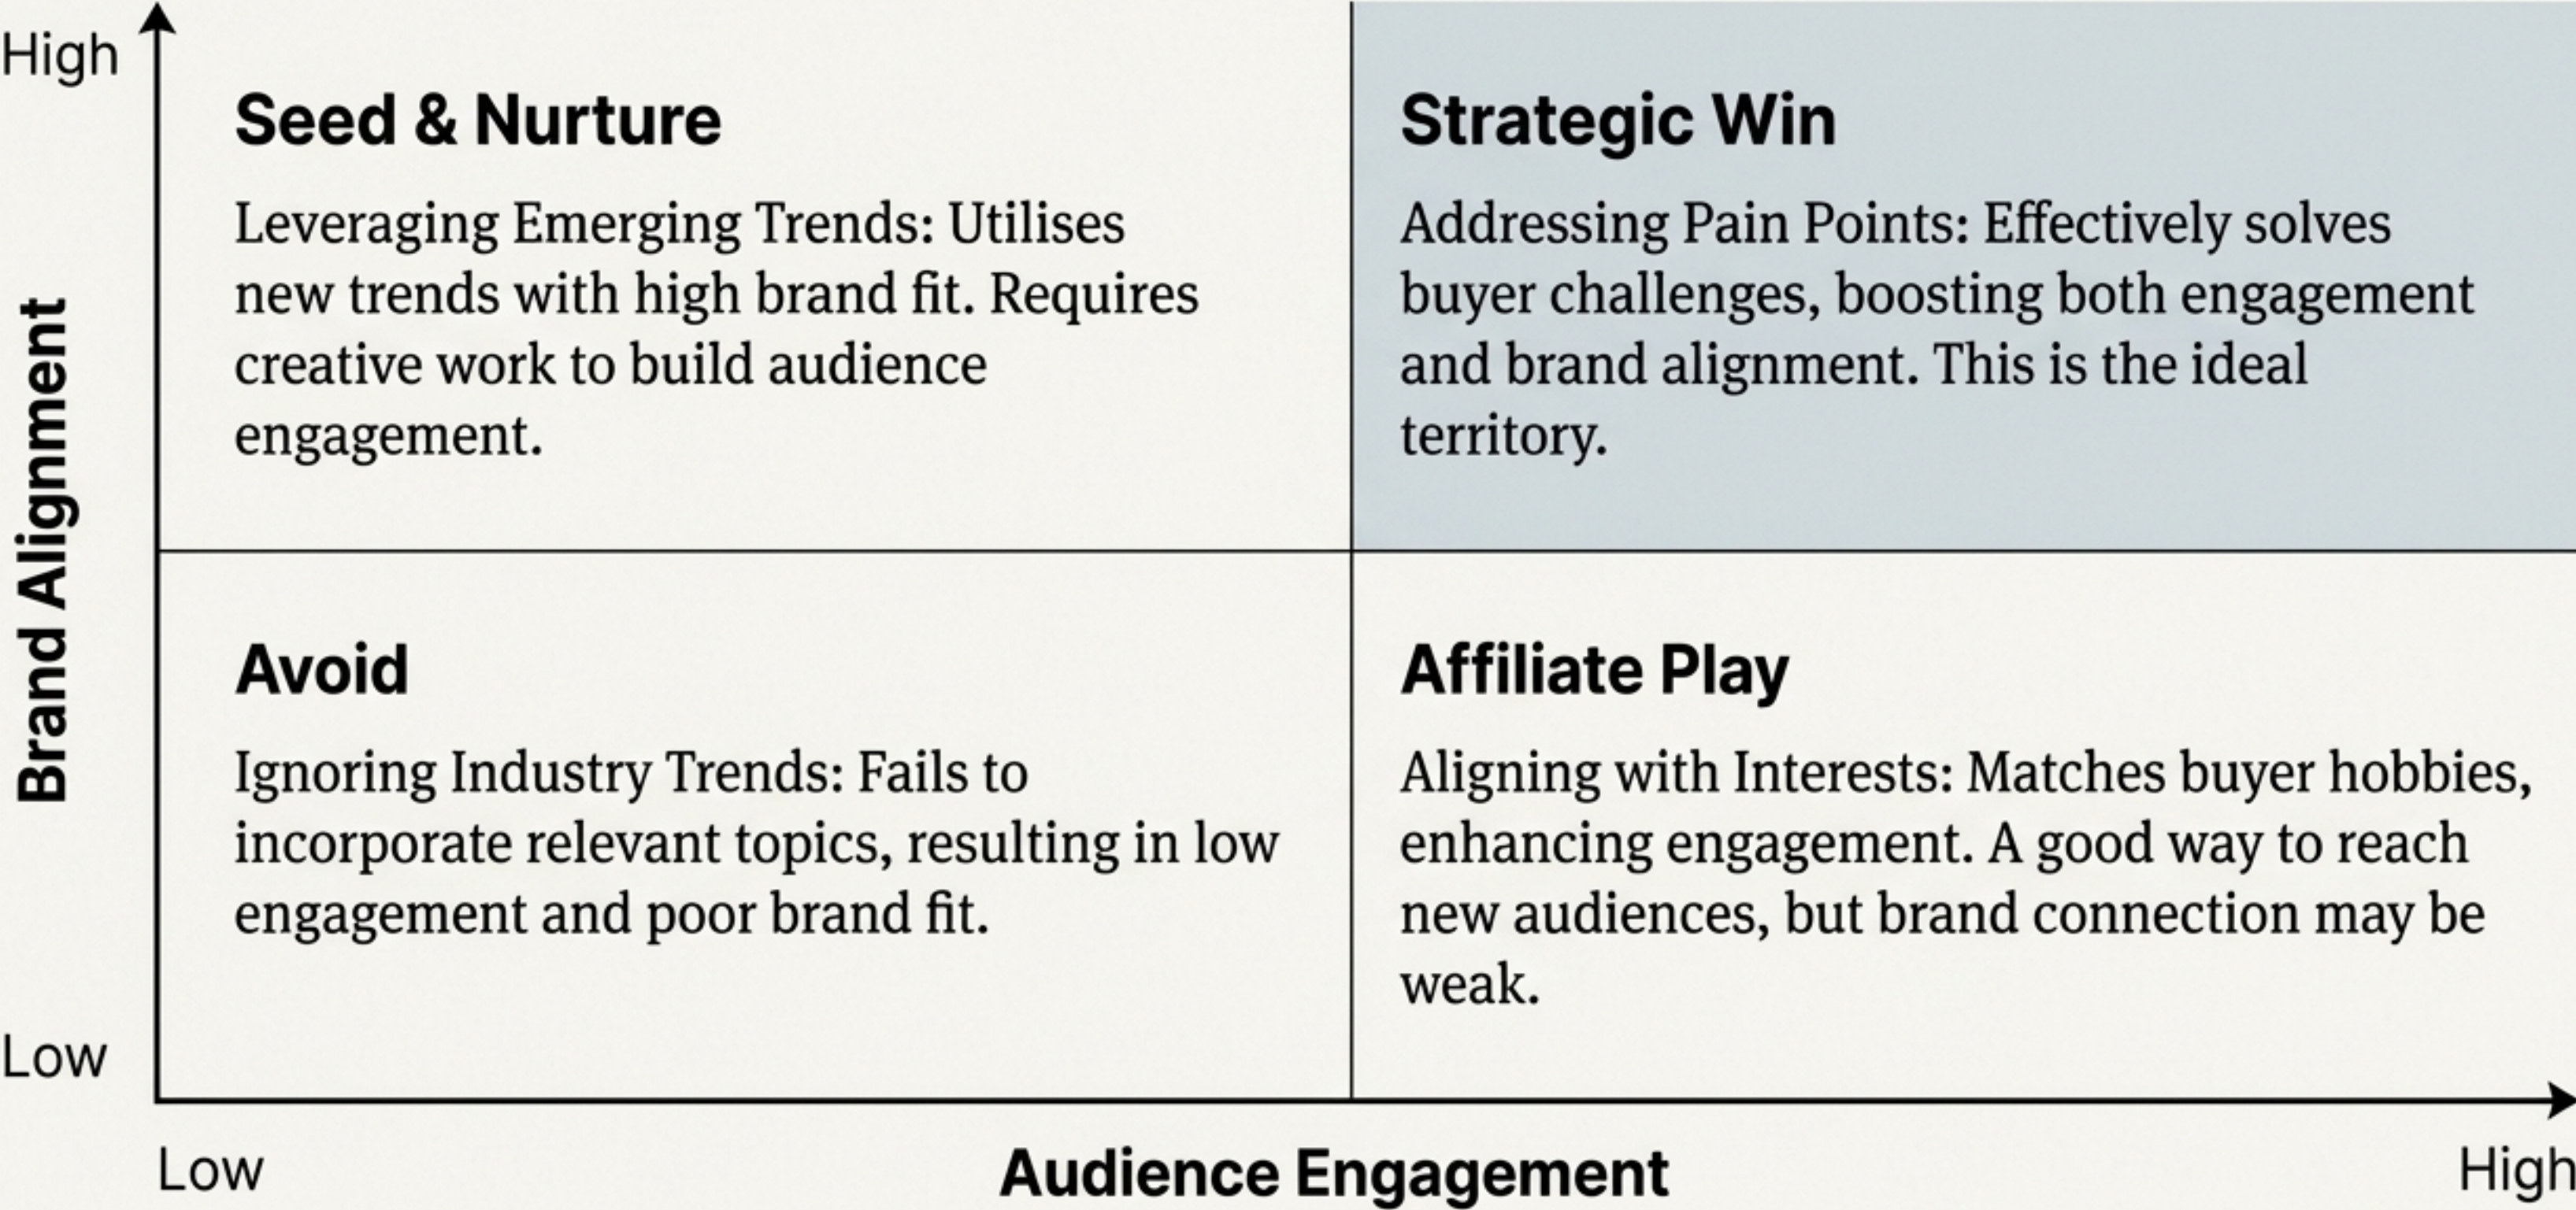 High
Seed & Nurture
Leveraging Emerging Trends: Utilises
new trends with high brand fit. Requires
creative work to build audience
engagement.
Strategic Win
Addressing Pain Points: Effectively solves
buyer challenges, boosting both engagement
and brand alignment. This is the ideal
territory.
Brand Alignment
Avoid
Ignoring Industry Trends: Fails to
incorporate relevant topics, resulting in low
engagement and poor brand fit.
Affiliate Play
Aligning with Interests: Matches buyer hobbies,
enhancing engagement. A good way to reach
new audiences, but brand connection may be
weak.
Low
Low
Audience Engagement
High